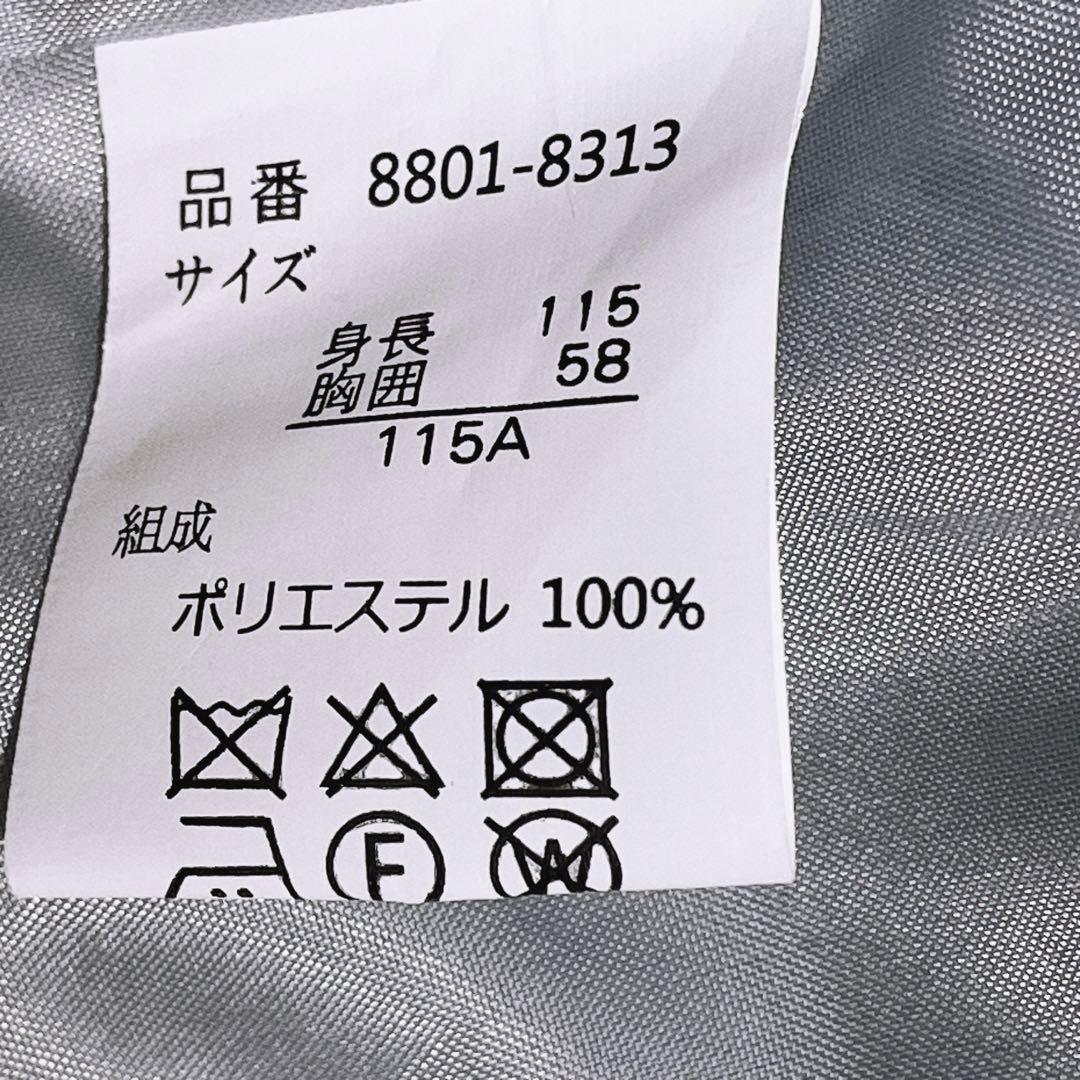 品番 8801-8313
サイズ
身長 115
胸囲 58
115A
組成
ポリエステル 100%
F W